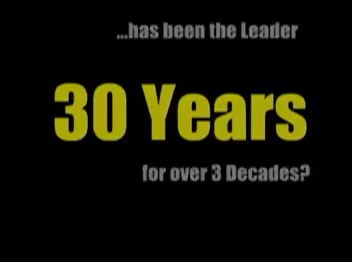 ...has been the Leader
30 Years
for over 3 Decades?